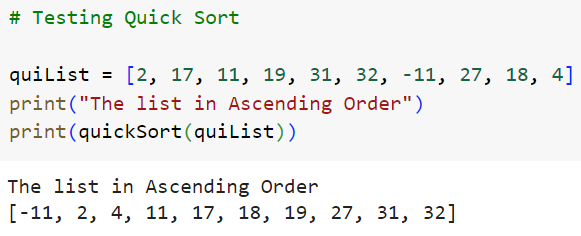 # Testing Quick Sort
quiList = [2, 17, 11, 19, 31, 32, -11, 27, 18, 4]
print("The list in Ascending Order")
print(quickSort(quiList))
The list in Ascending Order
[-11, 2, 4, 11, 17, 18, 19, 27, 31, 32]